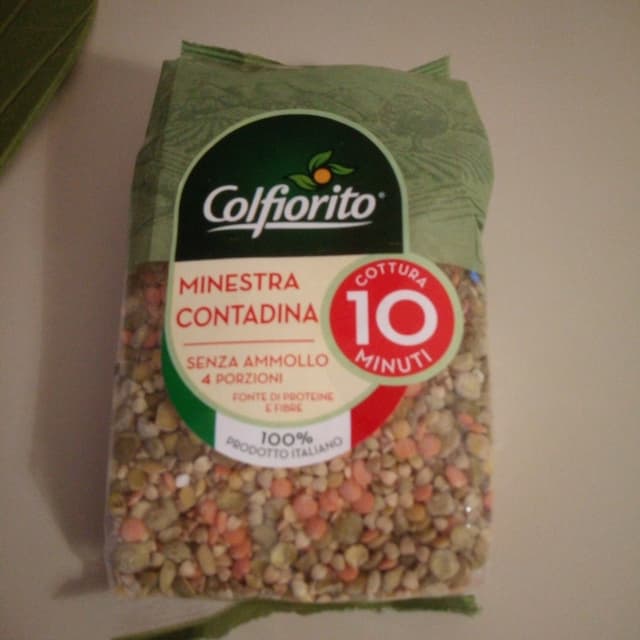 Colfiorito®
MINESTRA
CONTADINA
COTTURA
10
MINUTI
SENZA AMMOLLO
4 PORZIONI
FONTE DI PROTEINE
E FIBRE
100%
PRODOTTO ITALIANO